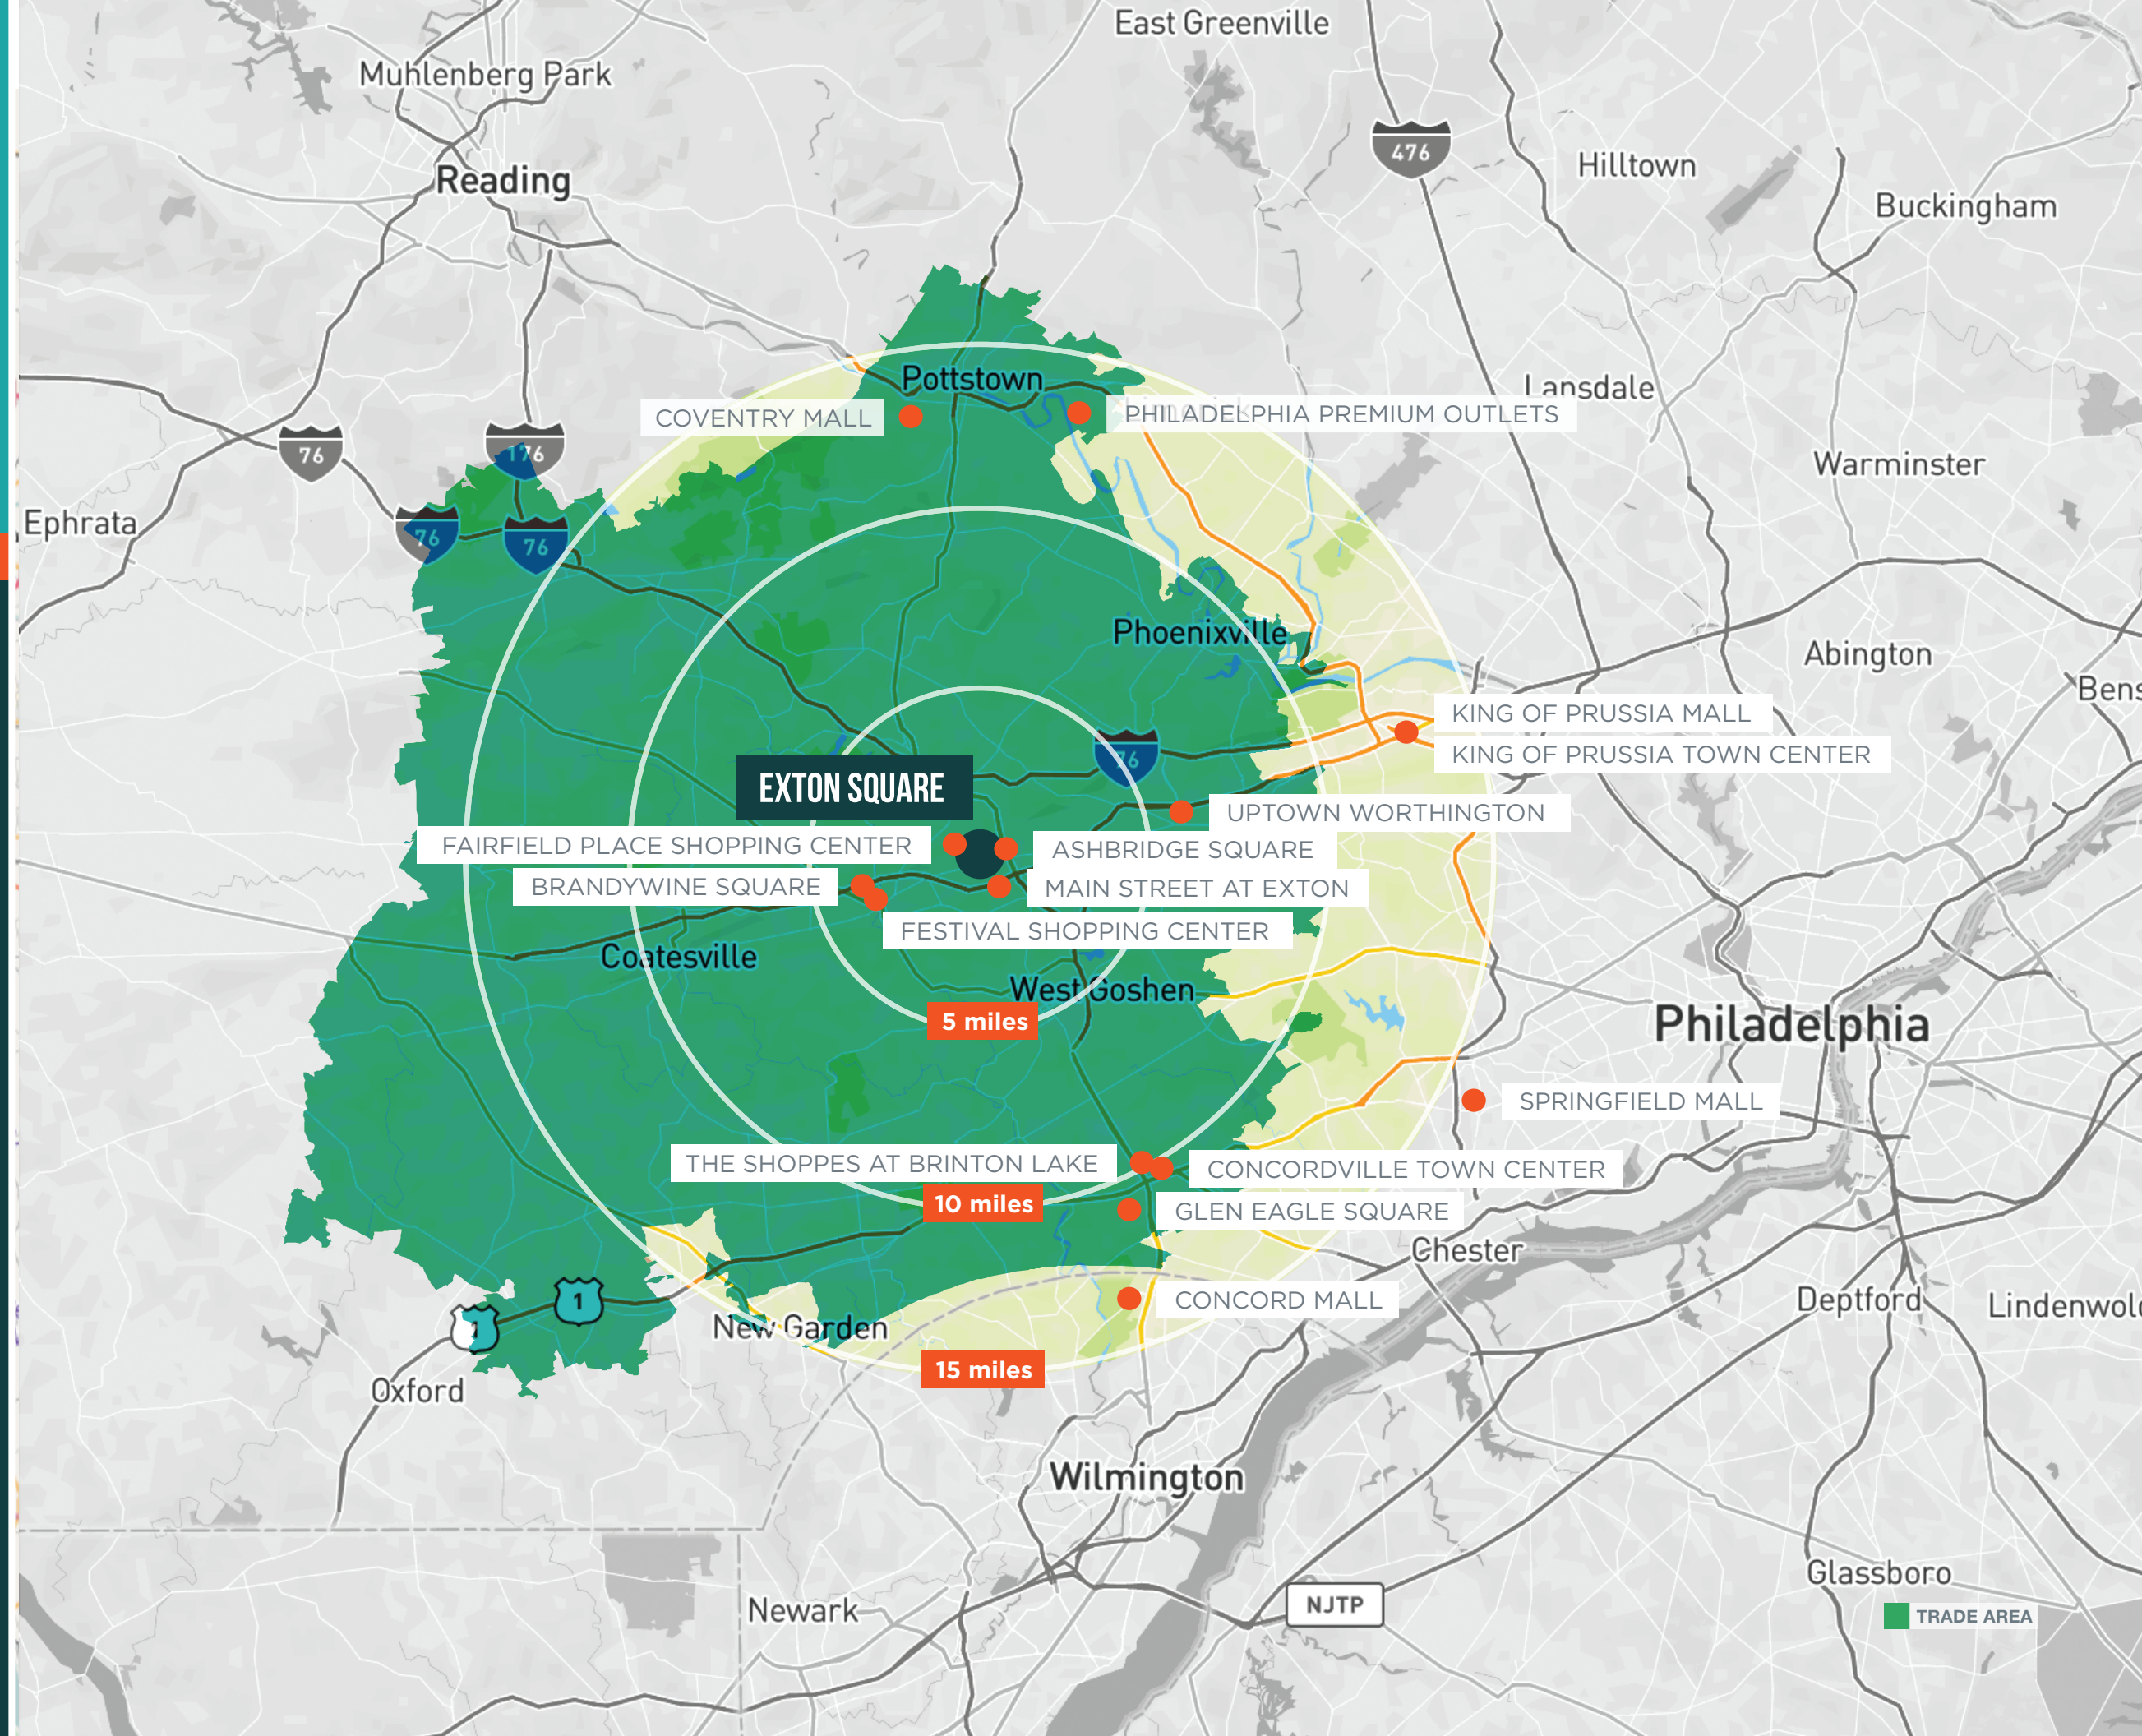 East Greenville
Muhlenberg Park
476
Hilltown
Reading
Buckingham
Pottstown
Lansdale
COVENTRY MALL
PHILADELPHIA PREMIUM OUTLETS
76
176
Warminster
Ephrata
76
76
Phoenixville
Abington
Bens
KING OF PRUSSIA MALL
76
KING OF PRUSSIA TOWN CENTER
EXTON SQUARE
UPTOWN WORTHINGTON
FAIRFIELD PLACE SHOPPING CENTER
ASHBRIDGE SQUARE
BRANDYWINE SQUARE
MAIN STREET AT EXTON
FESTIVAL SHOPPING CENTER
Coatesville
West Goshen
5 miles
Philadelphia
SPRINGFIELD MALL
THE SHOPPES AT BRINTON LAKE
CONCORDVILLE TOWN CENTER
10 miles
GLEN EAGLE SQUARE
Chester
CONCORD MALL
Deptford
Lindenwol
1
1
New Garden
15 miles
Oxford
Wilmington
Glassboro
Newark
NJTP
TRADE AREA